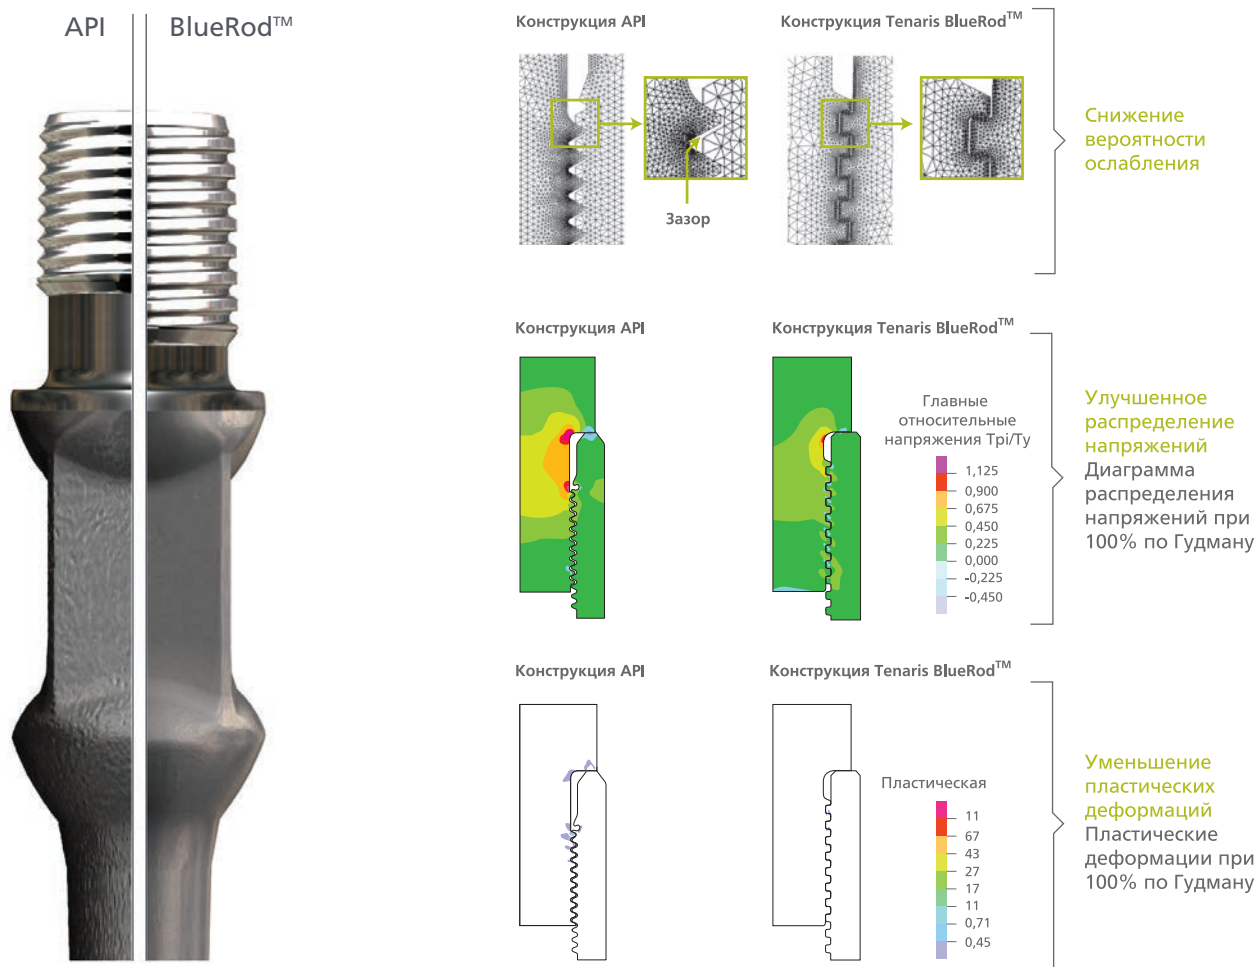 API
BlueRod™
Конструкция API
Конструкция Tenaris BlueRod™
Зазор
Снижение
вероятности
ослабления
Конструкция API
Конструкция Tenaris BlueRod™
Главные
относительные
напряжения Tpi/Ty
1,125
0,900
0,675
0,450
0,225
0,000
-0,225
-0,450
Улучшенное
распределение
напряжений
Диаграмма
распределения
напряжений при
100% по Гудману
Конструкция API
Конструкция Tenaris BlueRod™
Пластическая
11
67
43
27
17
11
0,71
0,45
Уменьшение
пластических
деформаций
Пластические
деформации при
100% по Гудману